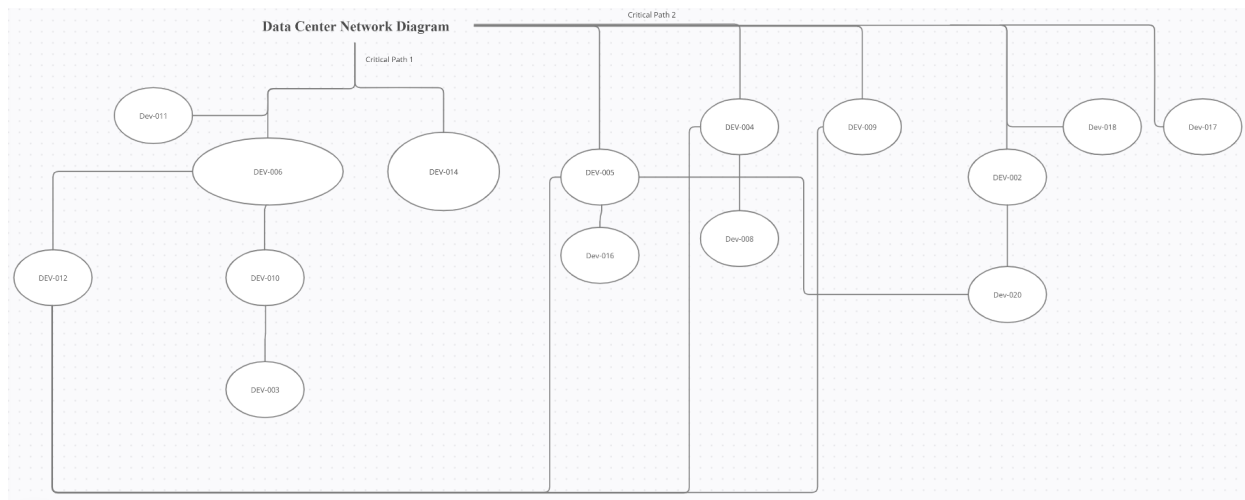 Critical Path 2
Data Center Network Diagram
Critical Path 1
Dev-011
DEV-004
DEV-009
Dev-018
Dev-017
DEV-006
DEV-014
DEV-005
DEV-002
Dev-008
Dev-016
DEV-012
DEV-010
Dev-020
DEV-003